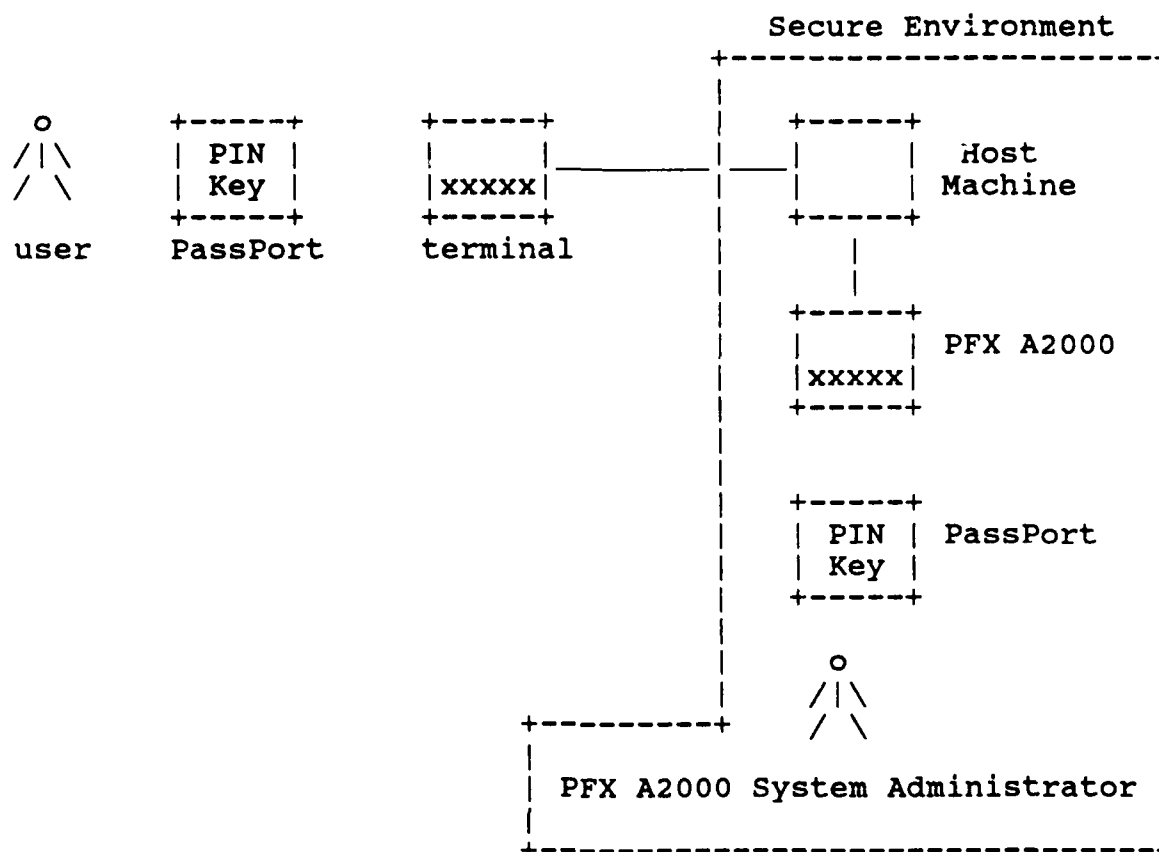 Secure Environment
PIN
Key
xxxxx
Host
Machine
user PassPort terminal
PFX A2000
xxxxx
PIN
Key
PassPort
PFX A2000 System Administrator